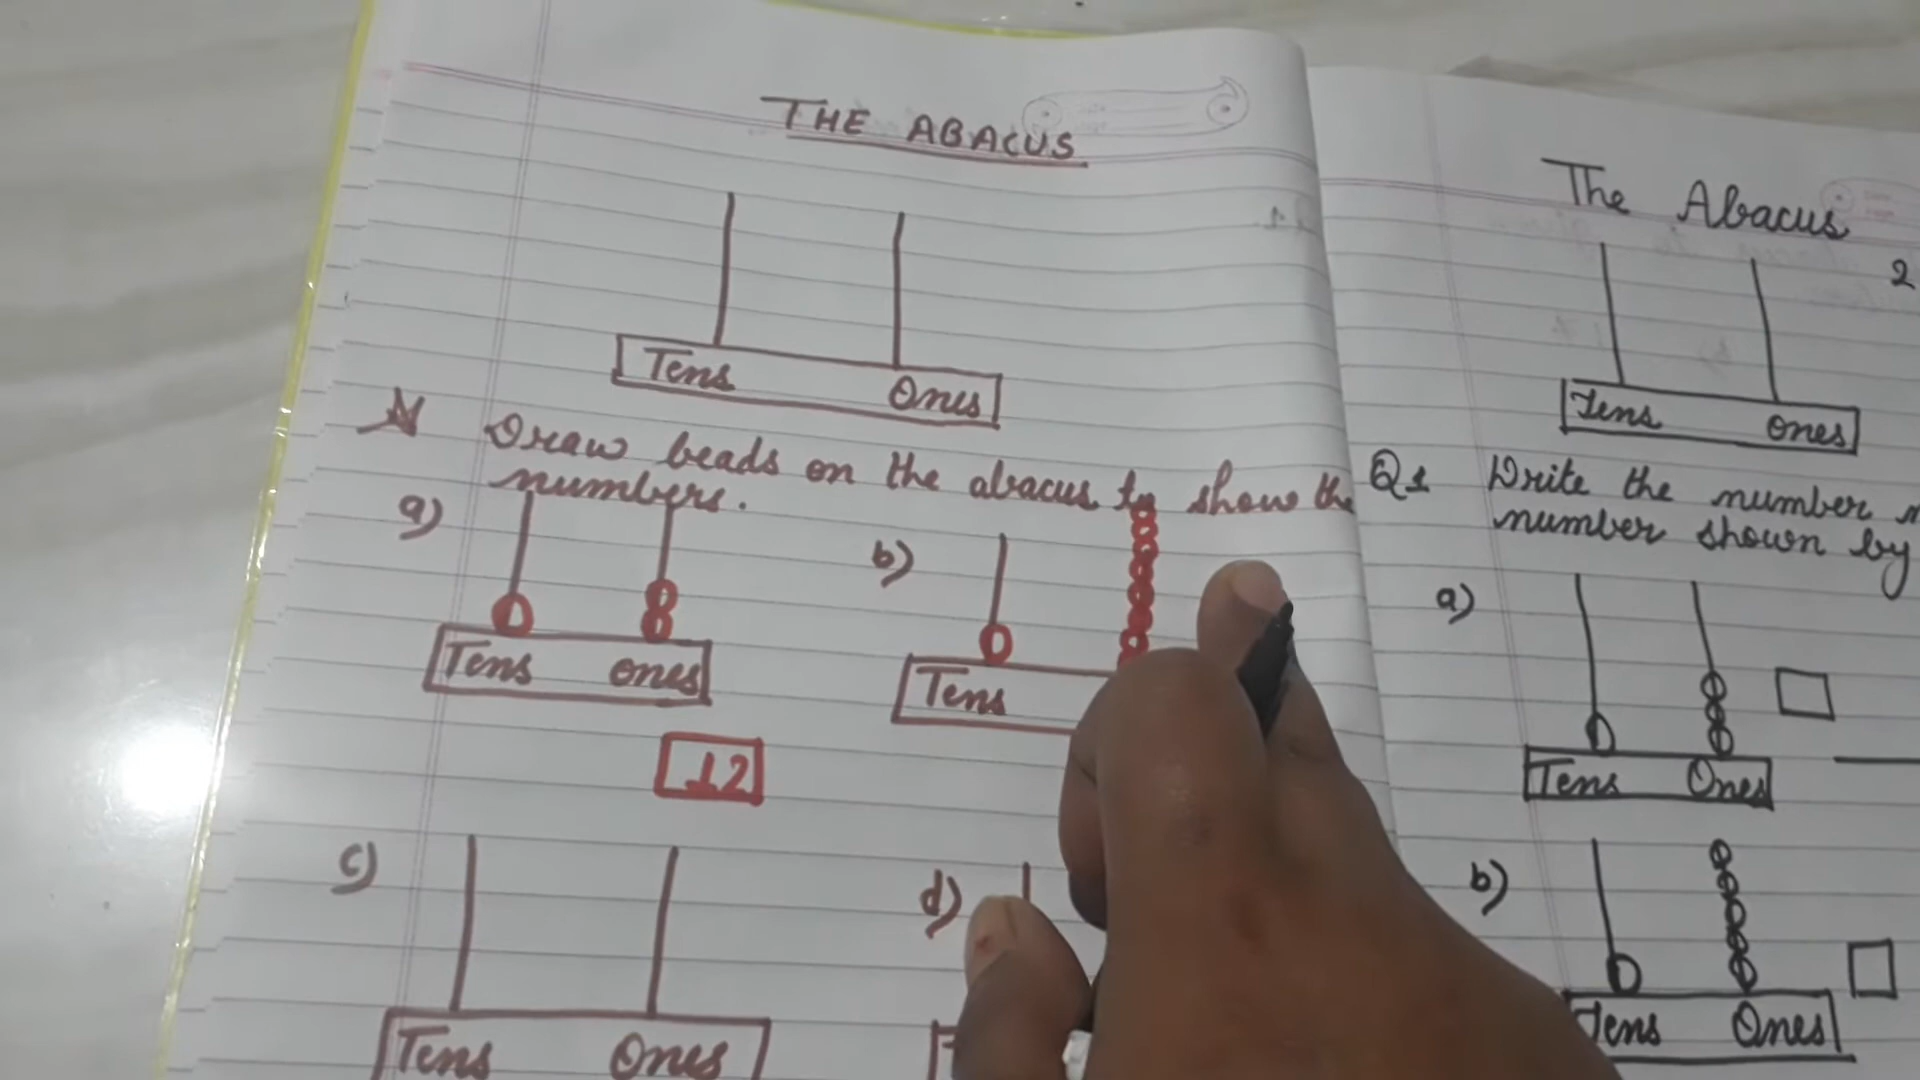 THE ABACUS
Tens Ones
Draw beads on the abacus to show the
numbers.
a)
Tens ones
12
b)
Tens
c)
Tens Ones
d)
The Abacus
2
Tens ones
Q1 Write the number
number shown by
a)
Tens Ones
b)
Tens Ones